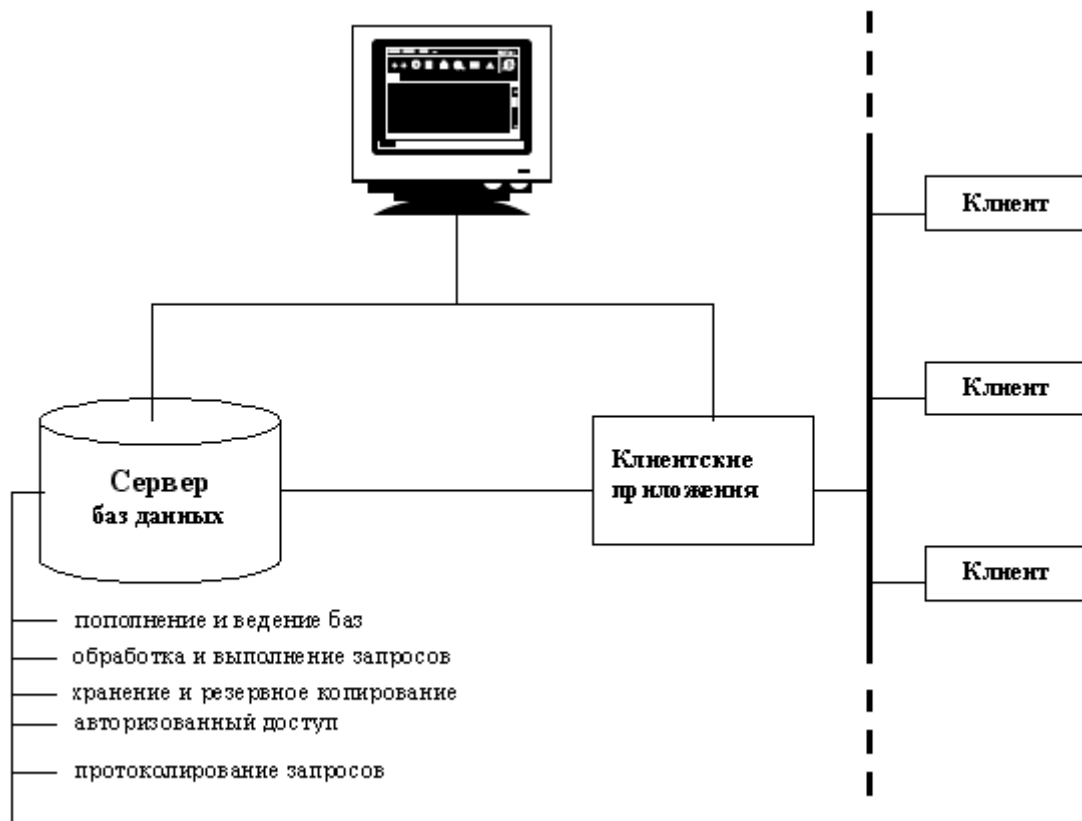 Клиент
Клиент
Сервер
баз данных
Клиентские
приложения
Клиент
пополнение и ведение баз
обработка и выполнение запросов
хранение и резервное копирование
авторизованный доступ
протоколирование запросов